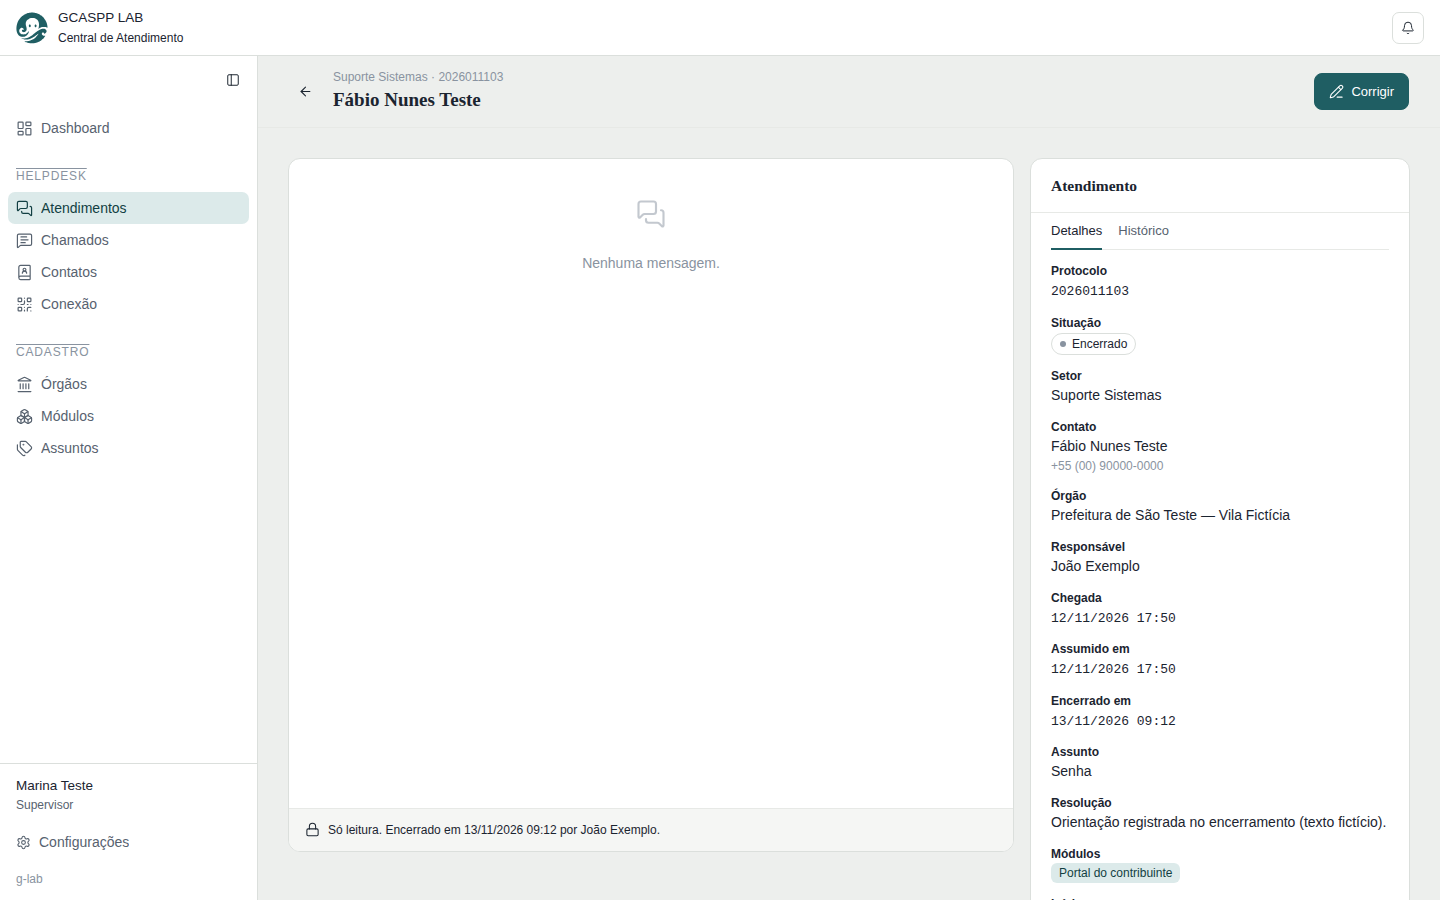 GCASPP LAB
Central de Atendimento
Dashboard
HELPDESK
Atendimentos
Chamados
Contatos
Conexão
CADASTRO
Órgãos
Módulos
Assuntos
Marina Teste
Supervisor
Configurações
g-lab
Suporte Sistemas · 2026011103
Fábio Nunes Teste
Corrigir
Nenhuma mensagem.
Só leitura. Encerrado em 13/11/2026 09:12 por João Exemplo.
Atendimento
Detalhes Histórico
Protocolo
2026011103
Situação
Encerrado
Setor
Suporte Sistemas
Contato
Fábio Nunes Teste
+55 (00) 90000-0000
Órgão
Prefeitura de São Teste — Vila Fictícia
Responsável
João Exemplo
Chegada
12/11/2026 17:50
Assumido em
12/11/2026 17:50
Encerrado em
13/11/2026 09:12
Assunto
Senha
Resolução
Orientação registrada no encerramento (texto fictício).
Módulos
Portal do contribuinte